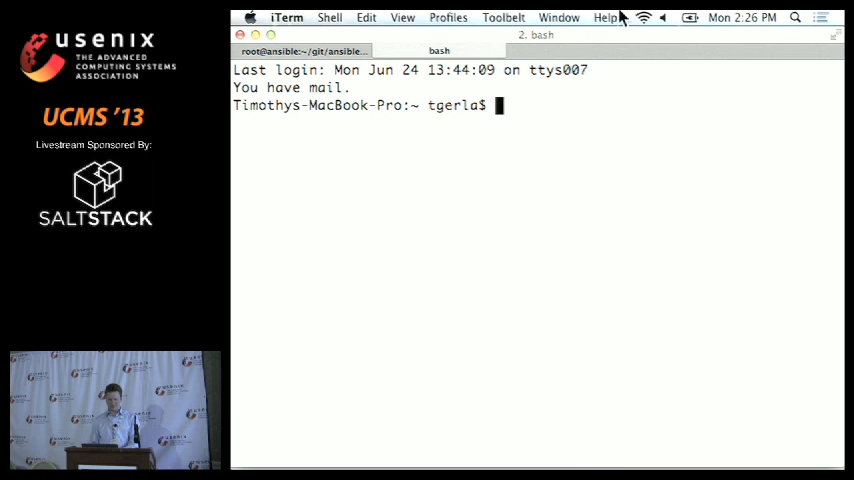 usenix
THE ADVANCED
COMPUTING SYSTEMS
ASSOCIATION
UCMS '13
Livestream Sponsored By:
SALTSTACK
iTerm Shell Edit View Profiles Toolbelt Window Help Mon 2:26 PM
2. bash
root@ansible:~/git/ansible... bash
Last login: Mon Jun 24 13:44:09 on ttys007
You have mail.
Timothys-MacBook-Pro:~ tgerla$
usenix